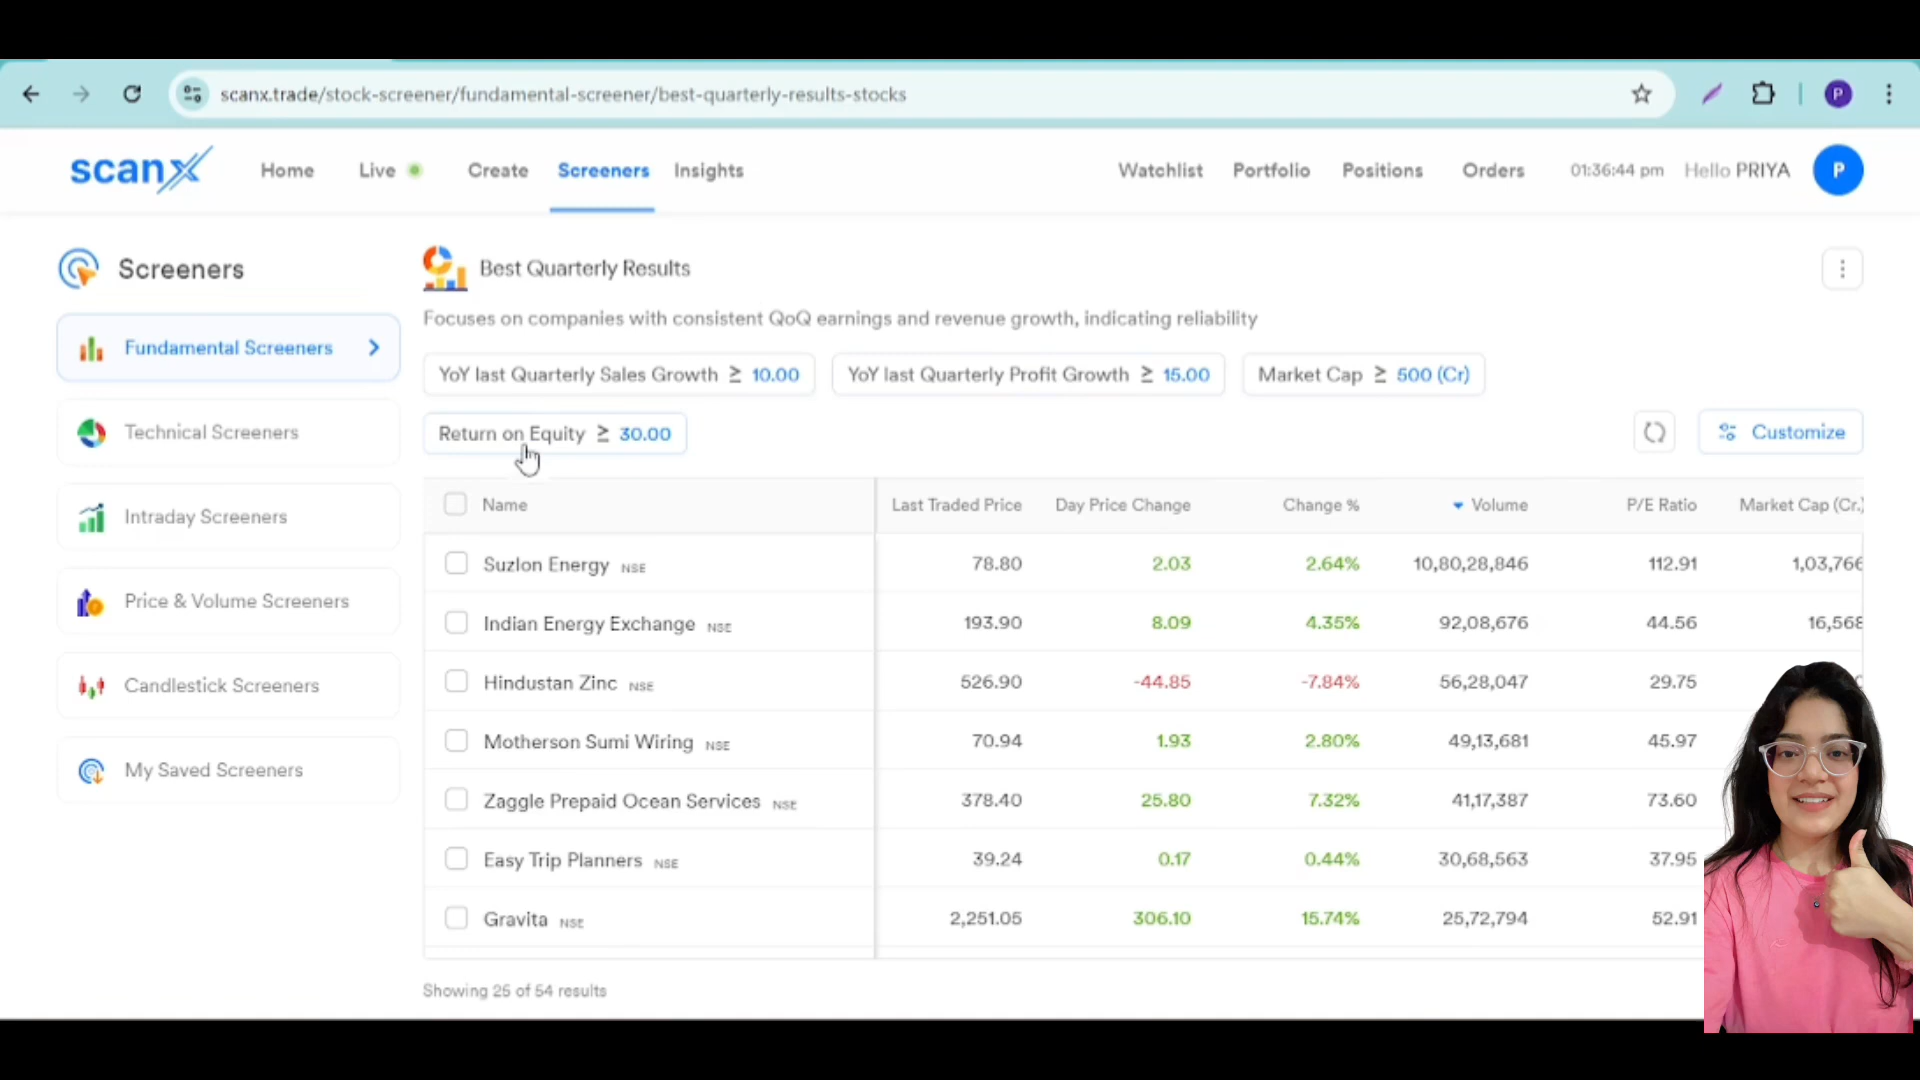 scanx.trade/stock-screener/fundamental-screener/best-quarterly-results-stocks
P
scanx Home Live Create Screeners Insights Watchlist Portfolio Positions Orders 01:36:44 pm Hello PRIYA P
Screeners
Fundamental Screeners
Technical Screeners
Intraday Screeners
Price & Volume Screeners
Candlestick Screeners
My Saved Screeners
Best Quarterly Results
Focuses on companies with consistent QoQ earnings and revenue growth, indicating reliability
YoY last Quarterly Sales Growth ≥ 10.00 YoY last Quarterly Profit Growth ≥ 15.00 Market Cap ≥ 500 (Cr)
Return on Equity ≥ 30.00 Customize
Name Last Traded Price Day Price Change Change % Volume P/E Ratio Market Cap (Cr.)
Suzlon Energy NSE 78.80 2.03 2.64% 10,80,28,846 112.91 1,03,766
Indian Energy Exchange NSE 193.90 8.09 4.35% 92,08,676 44.56 16,568
Hindustan Zinc NSE 526.90 -44.85 -7.84% 56,28,047 29.75
Motherson Sumi Wiring NSE 70.94 1.93 2.80% 49,13,681 45.97
Zaggle Prepaid Ocean Services NSE 378.40 25.80 7.32% 41,17,387 73.60
Easy Trip Planners NSE 39.24 0.17 0.44% 30,68,563 37.95
Gravita NSE 2,251.05 306.10 15.74% 25,72,794 52.91
Showing 25 of 54 results